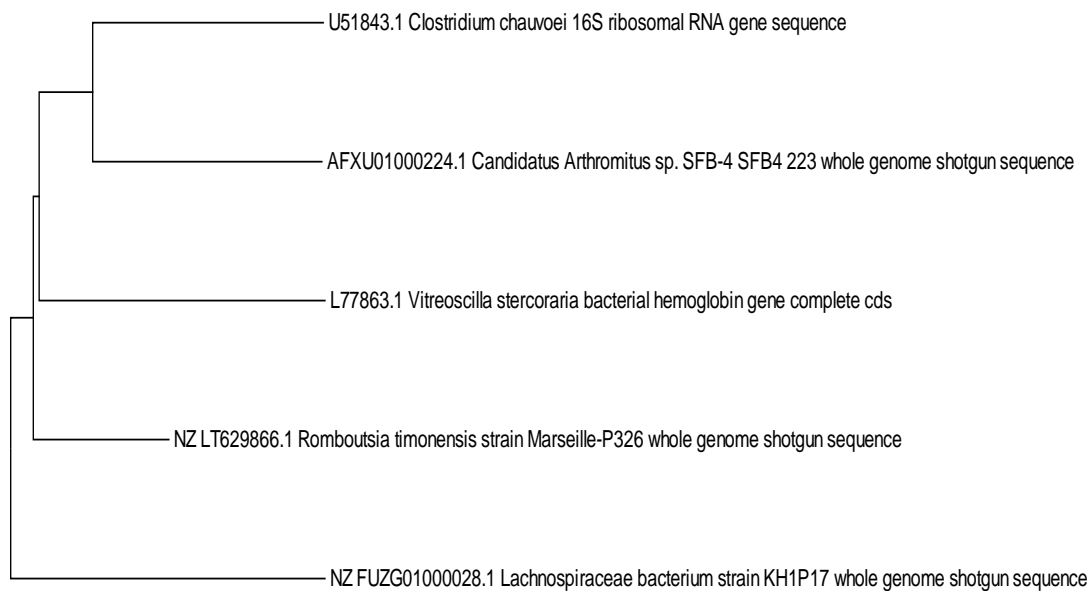 U51843.1 Clostridium chauvoei 16S ribosomal RNA gene sequence
AFXU01000224.1 Candidatus Arthromitus sp. SFB-4 SFB4 223 whole genome shotgun sequence
L77863.1 Vitreoscilla stercoraria bacterial hemoglobin gene complete cds
NZ LT629866.1 Romboutsia timonensis strain Marseille-P326 whole genome shotgun sequence
NZ FUZG01000028.1 Lachnospiraceae bacterium strain KH1P17 whole genome shotgun sequence